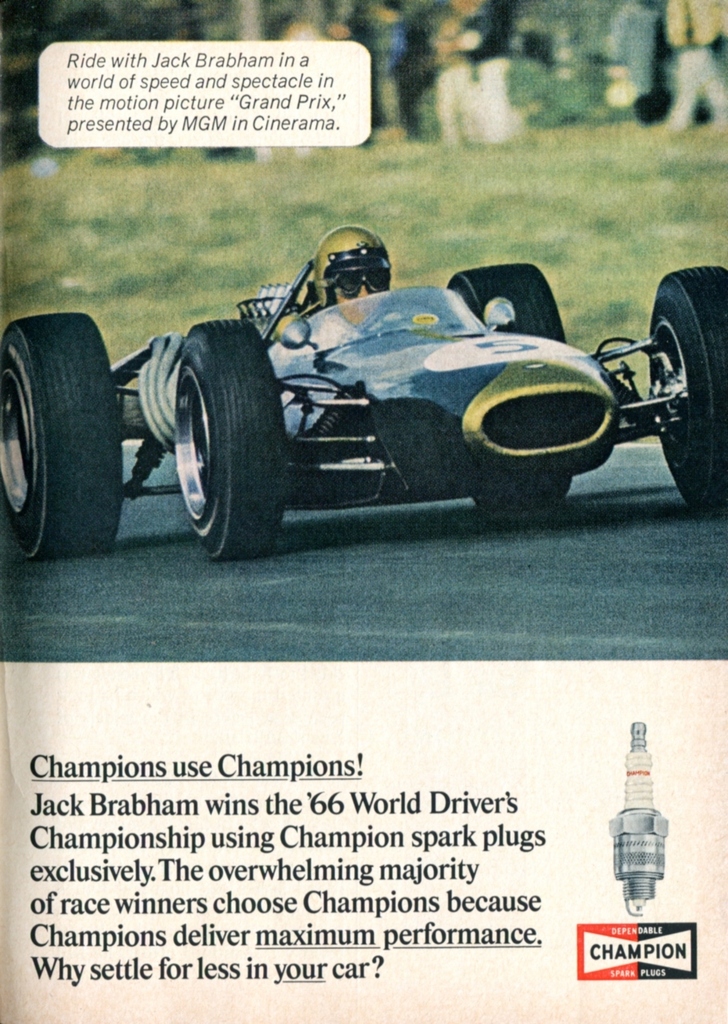 Ride with Jack Brabham in a
world of speed and spectacle in
the motion picture “Grand Prix,”
presented by MGM in Cinerama.
5
Champions use Champions!
Jack Brabham wins the ’66 World Driver’s
Championship using Champion spark plugs
exclusively. The overwhelming majority
of race winners choose Champions because
Champions deliver maximum performance.
Why settle for less in your car?
CHAMPION
DEPENDABLE
CHAMPION
SPARK PLUGS